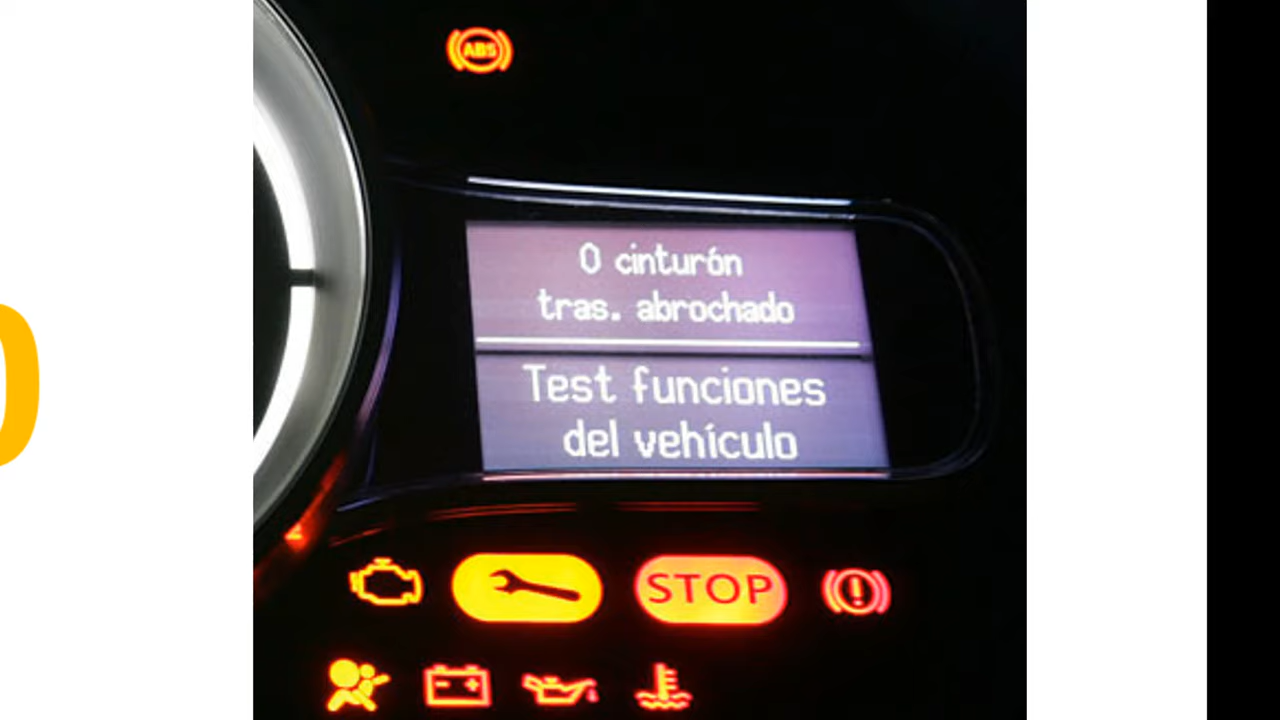 ABS
0 cinturón
tras. abrochado
Test funciones
del vehículo
STOP